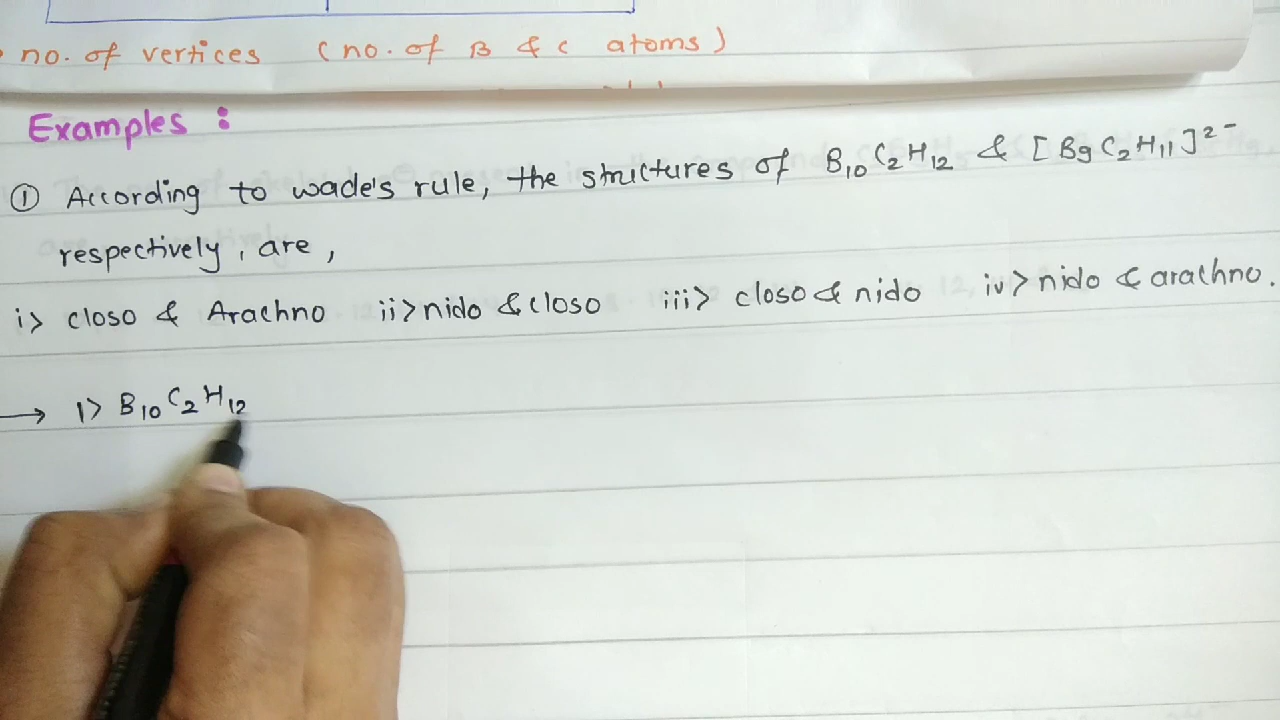 no. of vertices (no. of B & C atoms)
Examples :
① According to wade's rule, the structures of B₁₀C₂H₁₂ & [B₉C₂H₁₁]²⁻
respectively, are,
i> closo & Arachno ii> nido & closo iii> closo & nido iv> nido & arachno.
→ 1> B₁₀C₂H₁₂